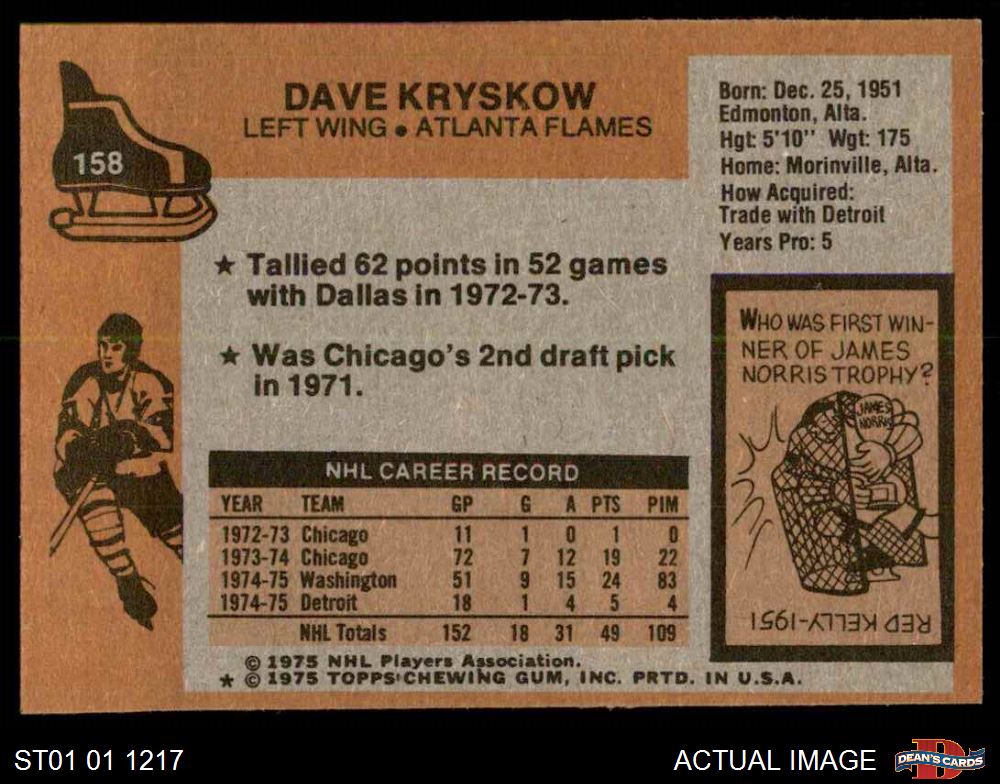 158
DAVE KRYSKOW
LEFT WING ● ATLANTA FLAMES
Born: Dec. 25, 1951
Edmonton, Alta.
Hgt: 5'10" Wgt: 175
Home: Morinville, Alta.
How Acquired:
Trade with Detroit
Years Pro: 5
★ Tallied 62 points in 52 games
with Dallas in 1972-73.
★ Was Chicago's 2nd draft pick
in 1971.
NHL CAREER RECORD
YEAR TEAM GP G A PTS PIM
1972-73 Chicago 11 1 0 1 0
1973-74 Chicago 72 7 12 19 22
1974-75 Washington 51 9 15 24 83
1974-75 Detroit 18 1 4 5 4
NHL Totals 152 18 31 49 109
© 1975 NHL Players Association.
★ © 1975 TOPPS CHEWING GUM, INC. PRTD. IN U.S.A.
WHO WAS FIRST WIN-
NER OF JAMES
NORRIS TROPHY?
JAMES
NORRIS
RED KELLY-1951
ST01 01 1217
ACTUAL IMAGE
D
DEAN'S CARDS